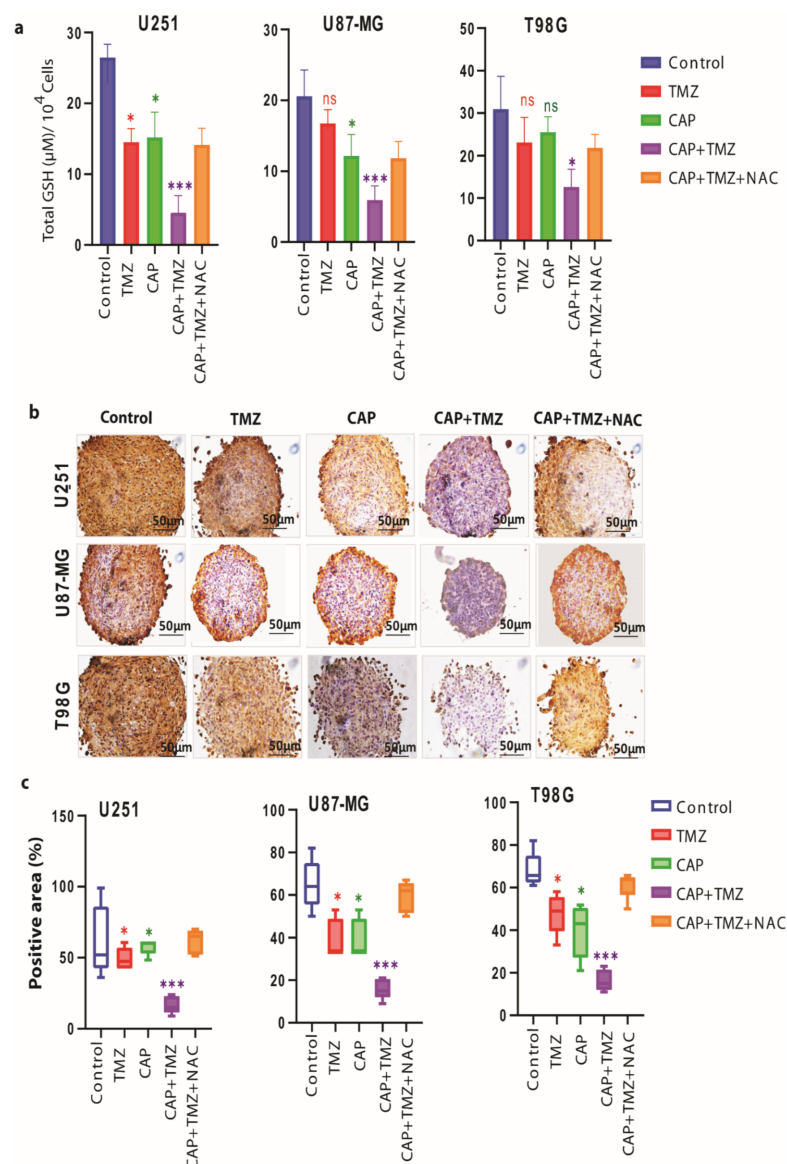 a
U251
U87-MG
T98G
Total GSH (µM)/ 10⁴ Cells
30
20
10
0
*
*
***
Control
TMZ
CAP
CAP+TMZ
CAP+TMZ+NAC
30
20
10
0
ns
*
***
Control
TMZ
CAP
CAP+TMZ
CAP+TMZ+NAC
50
40
30
20
10
0
ns
ns
*
Control
TMZ
CAP
CAP+TMZ
CAP+TMZ+NAC
Control
TMZ
CAP
CAP+TMZ
CAP+TMZ+NAC
b
Control TMZ CAP CAP+TMZ CAP+TMZ+NAC
U251
50µm 50µm 50µm 50µm 50µm
U87-MG
50µm 50µm 50µm 50µm 50µm
T98G
50µm 50µm 50µm 50µm 50µm
c
U251
U87-MG
T98G
Positive area (%)
150
100
50
0
*
*
***
Control
TMZ
CAP
CAP+TMZ
CAP+TMZ+NAC
100
80
60
40
20
0
*
*
***
Control
TMZ
CAP
CAP+TMZ
CAP+TMZ+NAC
100
80
60
40
20
0
*
*
***
Control
TMZ
CAP
CAP+TMZ
CAP+TMZ+NAC
Control
TMZ
CAP
CAP+TMZ
CAP+TMZ+NAC